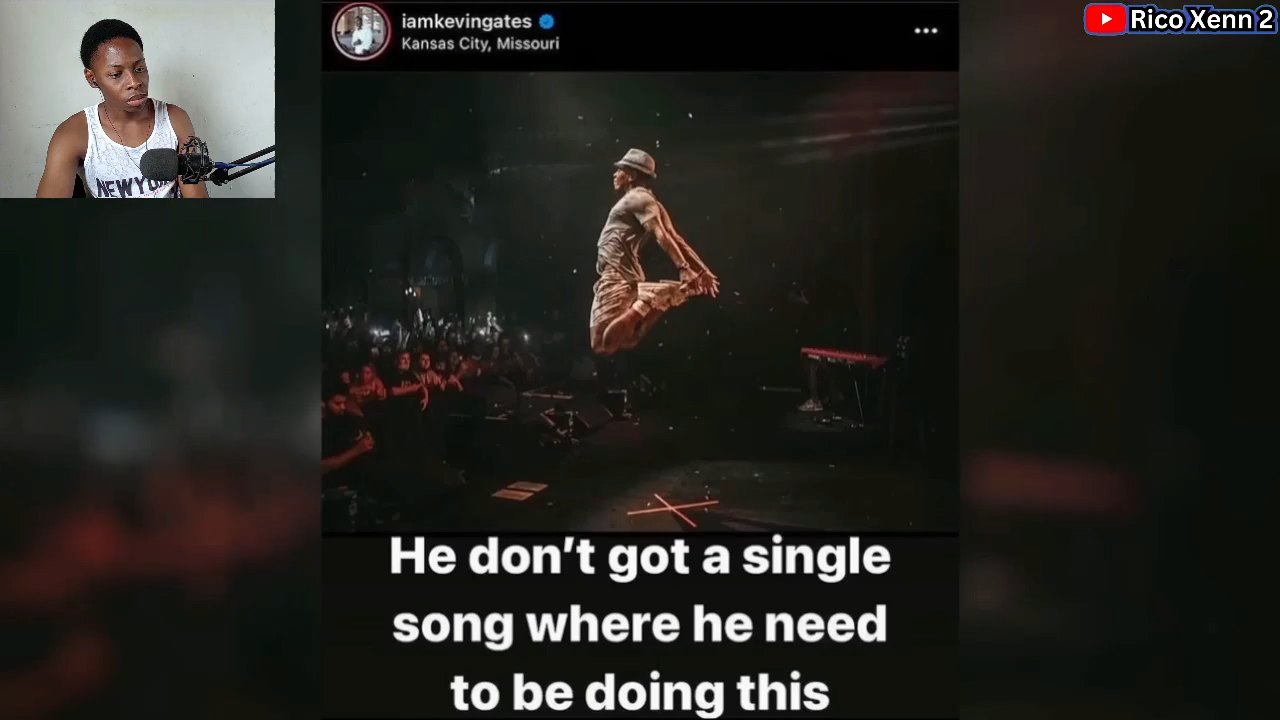 iamkevingates
Kansas City, Missouri
Rico Xenn 2
NEWYO
He don't got a single
song where he need
to be doing this